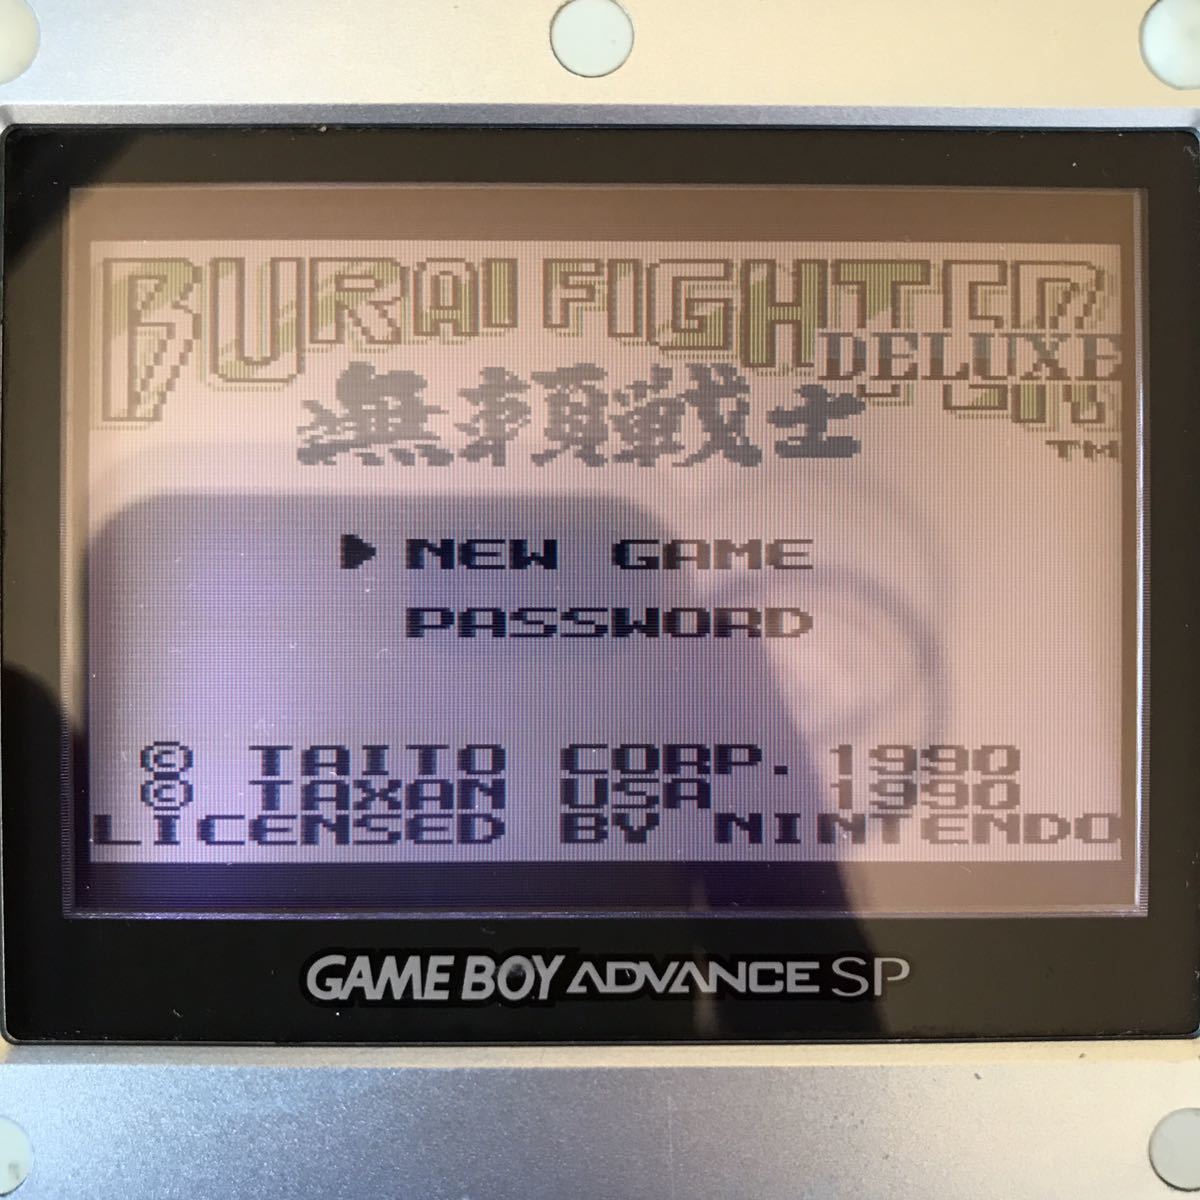 BURAI FIGHTER
DELUXE
無頼戦士
TM
▶ NEW GAME
PASSWORD
© TAITO CORP. 1990
© TAXAN USA 1990
LICENSED BY NINTENDO
GAME BOY ADVANCE SP